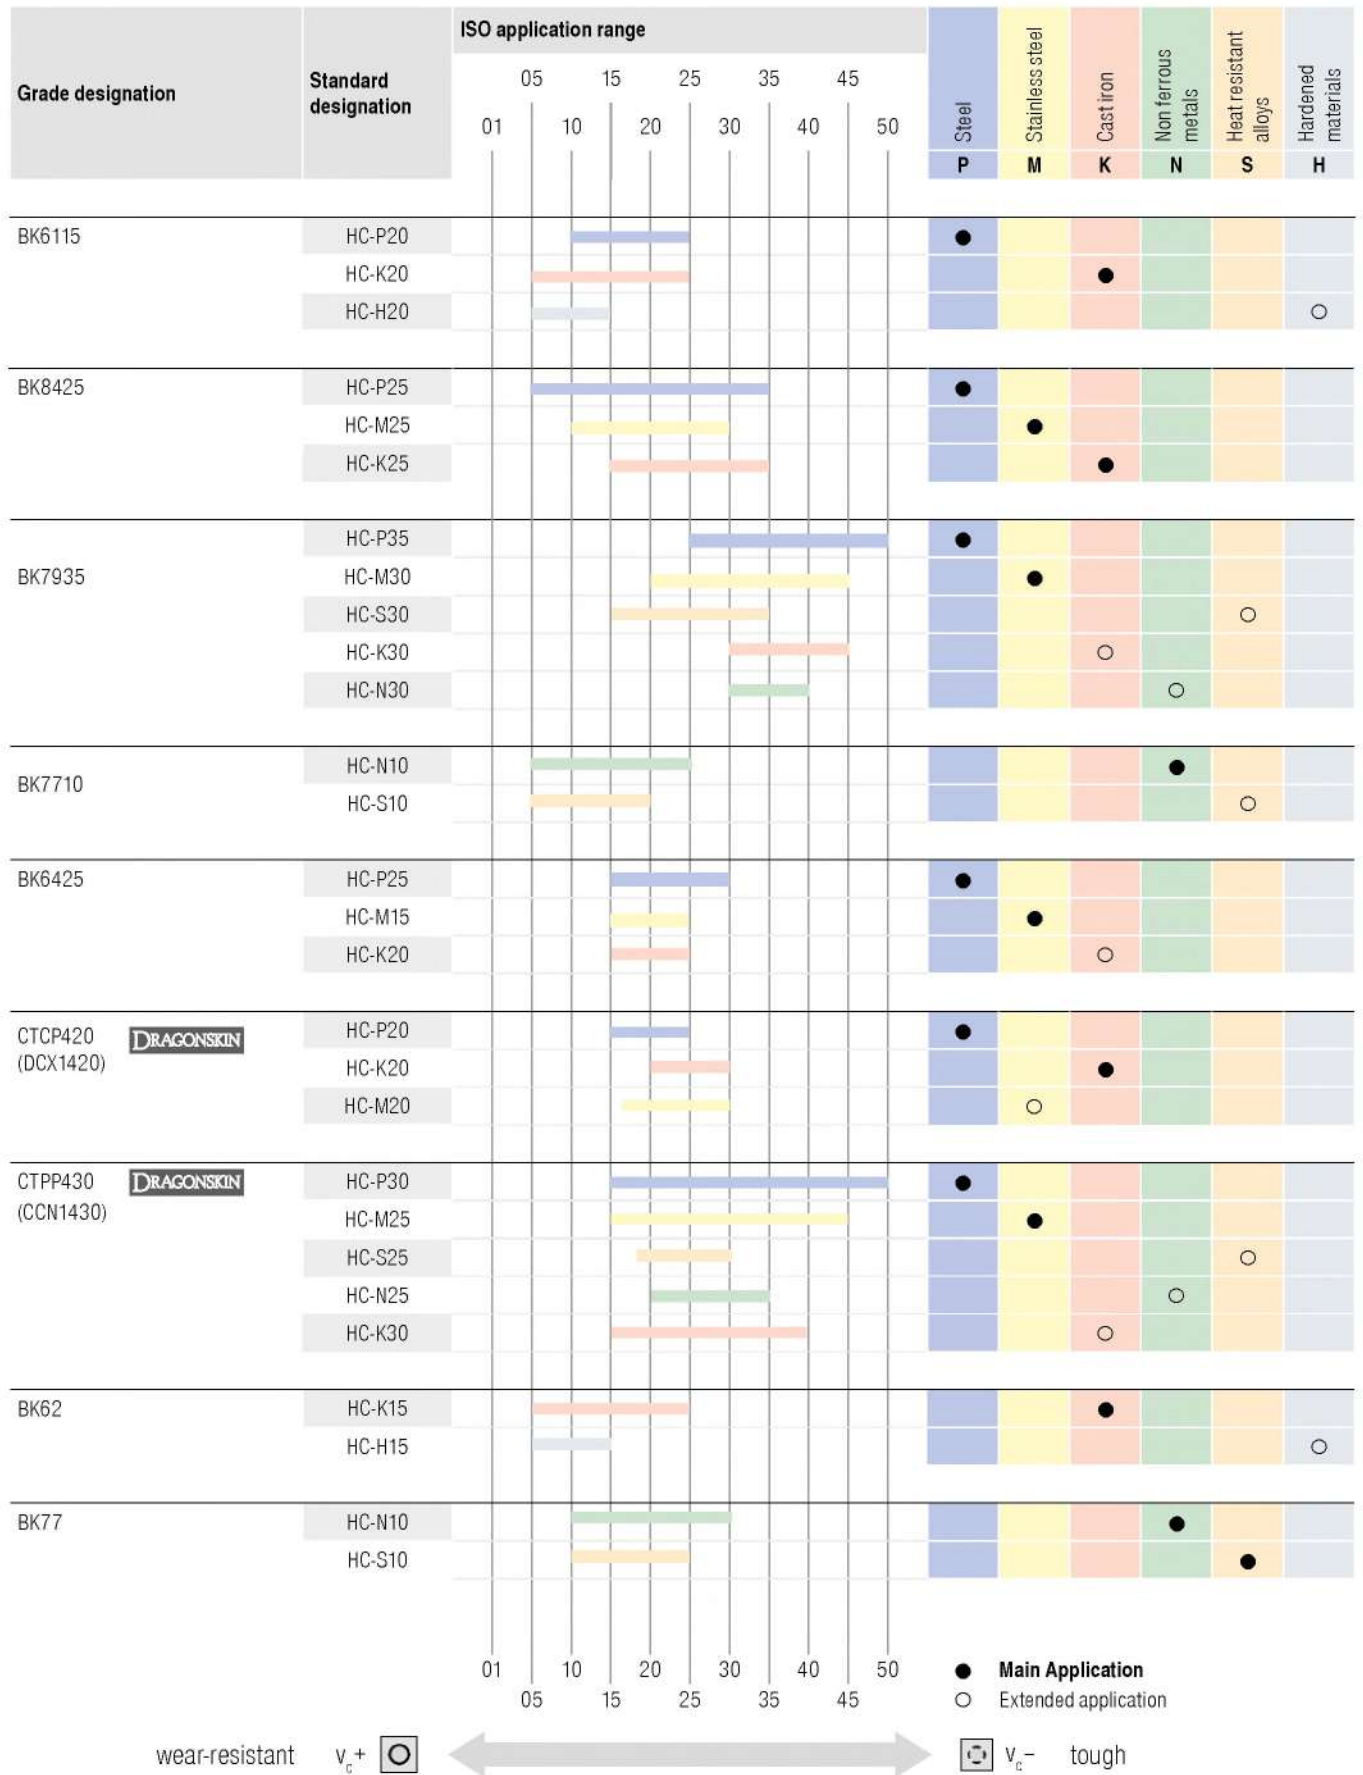 ISO application range
Grade designation
Standard
designation
05 15 25 35 45
01 10 20 30 40 50
Steel
Stainless steel
Cast iron
Non ferrous
metals
Heat resistant
alloys
Hardened
materials
P M K N S H
BK6115 HC-P20
HC-K20
HC-H20
BK8425 HC-P25
HC-M25
HC-K25
HC-P35
BK7935 HC-M30
HC-S30
HC-K30
HC-N30
BK7710
HC-N10
HC-S10
BK6425 HC-P25
HC-M15
HC-K20
CTCP420 DRAGONSKIN HC-P20
(DCX1420) HC-K20
HC-M20
CTPP430 DRAGONSKIN HC-P30
(CCN1430) HC-M25
HC-S25
HC-N25
HC-K30
BK62 HC-K15
HC-H15
BK77 HC-N10
HC-S10
01 10 20 30 40 50
05 15 25 35 45
Main Application
Extended application
wear-resistant vc+
vc− tough